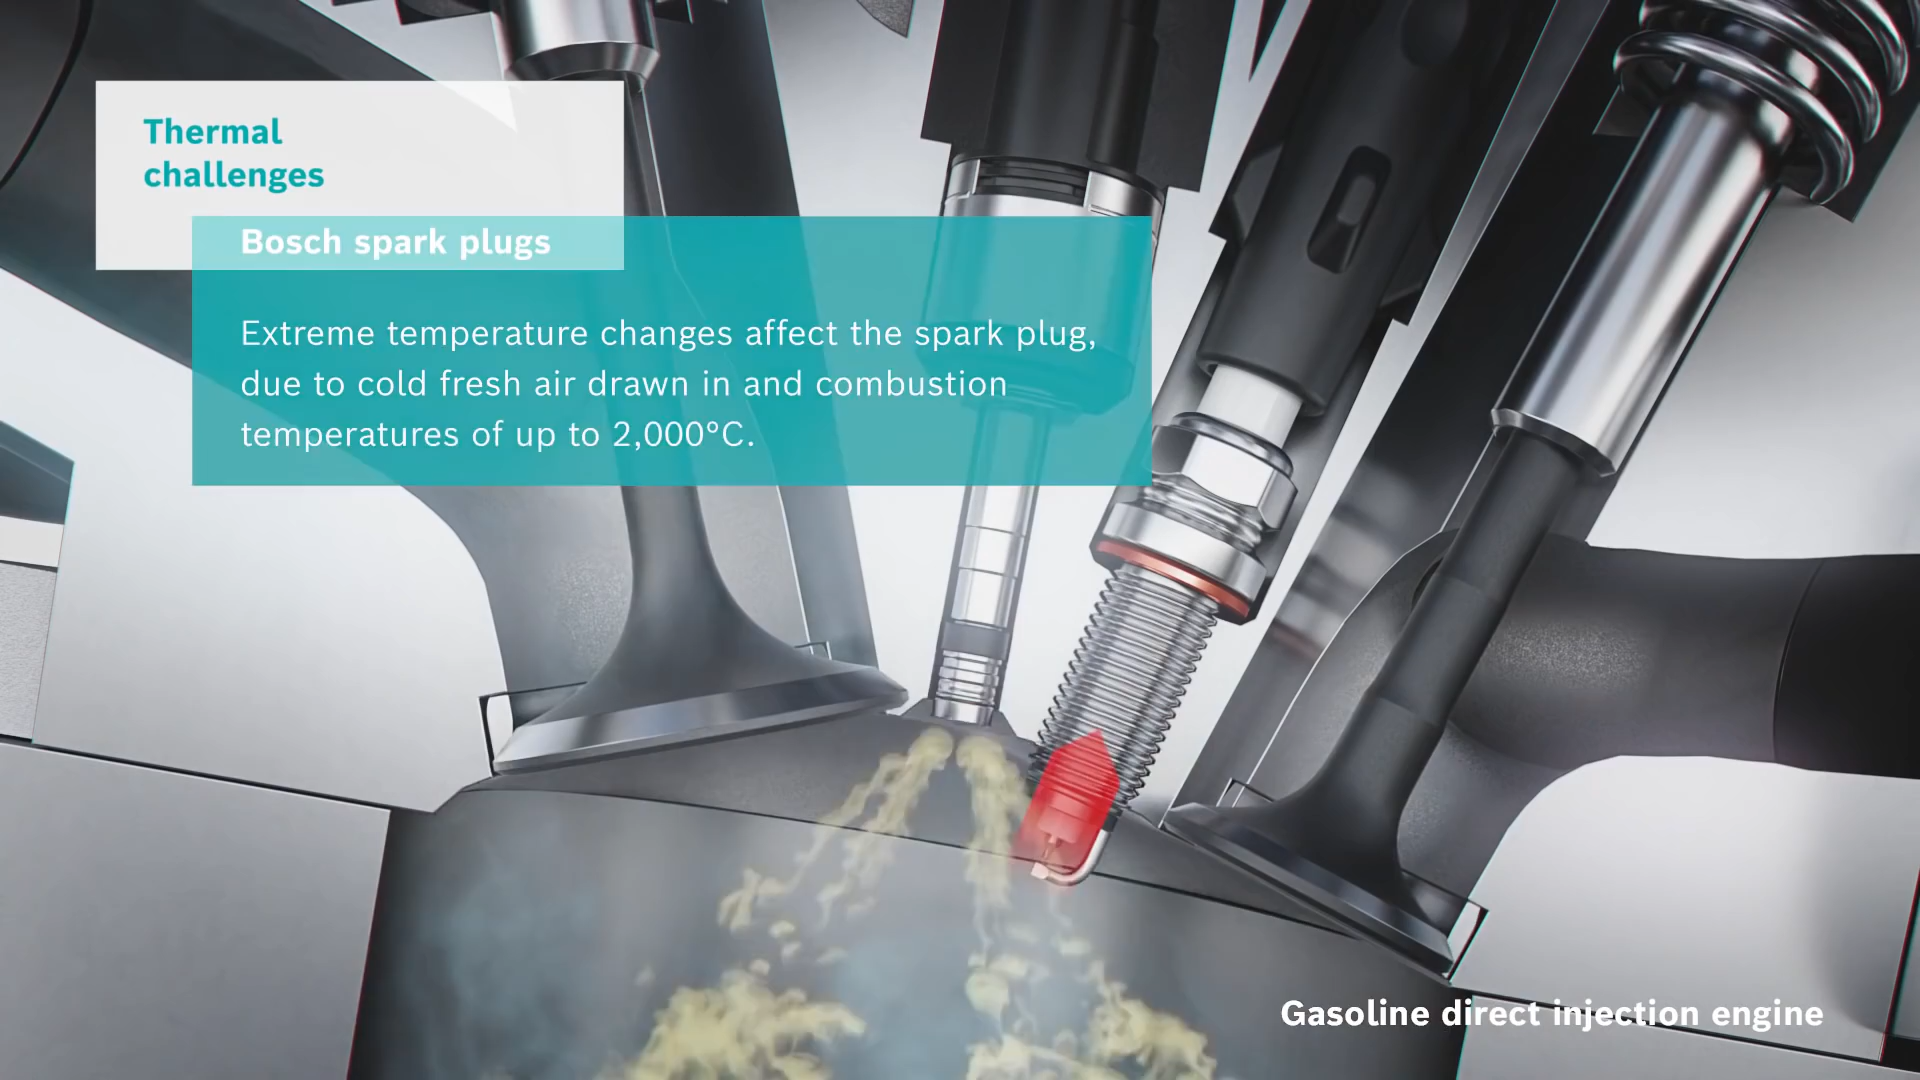 Thermal
challenges
Bosch spark plugs
Extreme temperature changes affect the spark plug,
due to cold fresh air drawn in and combustion
temperatures of up to 2,000°C.
Gasoline direct injection engine